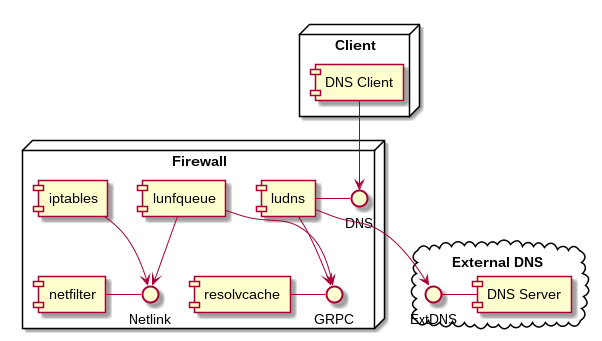 Client
DNS Client
Firewall
iptables
lunfqueue
ludns
DNS
External DNS
netfilter
Netlink
resolvcache
GRPC
ExtDNS
DNS Server